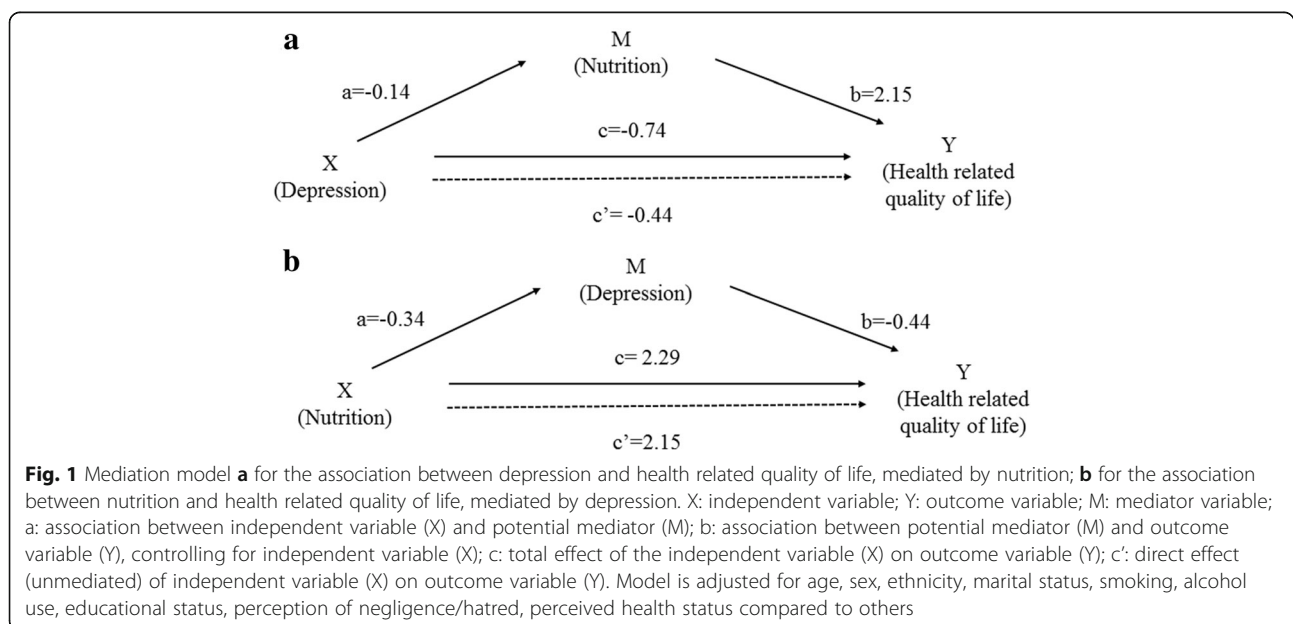 a
M
(Nutrition)
a=-0.14
b=2.15
c=-0.74
X
(Depression)
Y
(Health related
quality of life)
c’= -0.44
b
M
(Depression)
a=-0.34
b=-0.44
c= 2.29
X
(Nutrition)
Y
(Health related
quality of life)
c’=2.15
Fig. 1 Mediation model a for the association between depression and health related quality of life, mediated by nutrition; b for the association
between nutrition and health related quality of life, mediated by depression. X: independent variable; Y: outcome variable; M: mediator variable;
a: association between independent variable (X) and potential mediator (M); b: association between potential mediator (M) and outcome
variable (Y), controlling for independent variable (X); c: total effect of the independent variable (X) on outcome variable (Y); c’: direct effect
(unmediated) of independent variable (X) on outcome variable (Y). Model is adjusted for age, sex, ethnicity, marital status, smoking, alcohol
use, educational status, perception of negligence/hatred, perceived health status compared to others